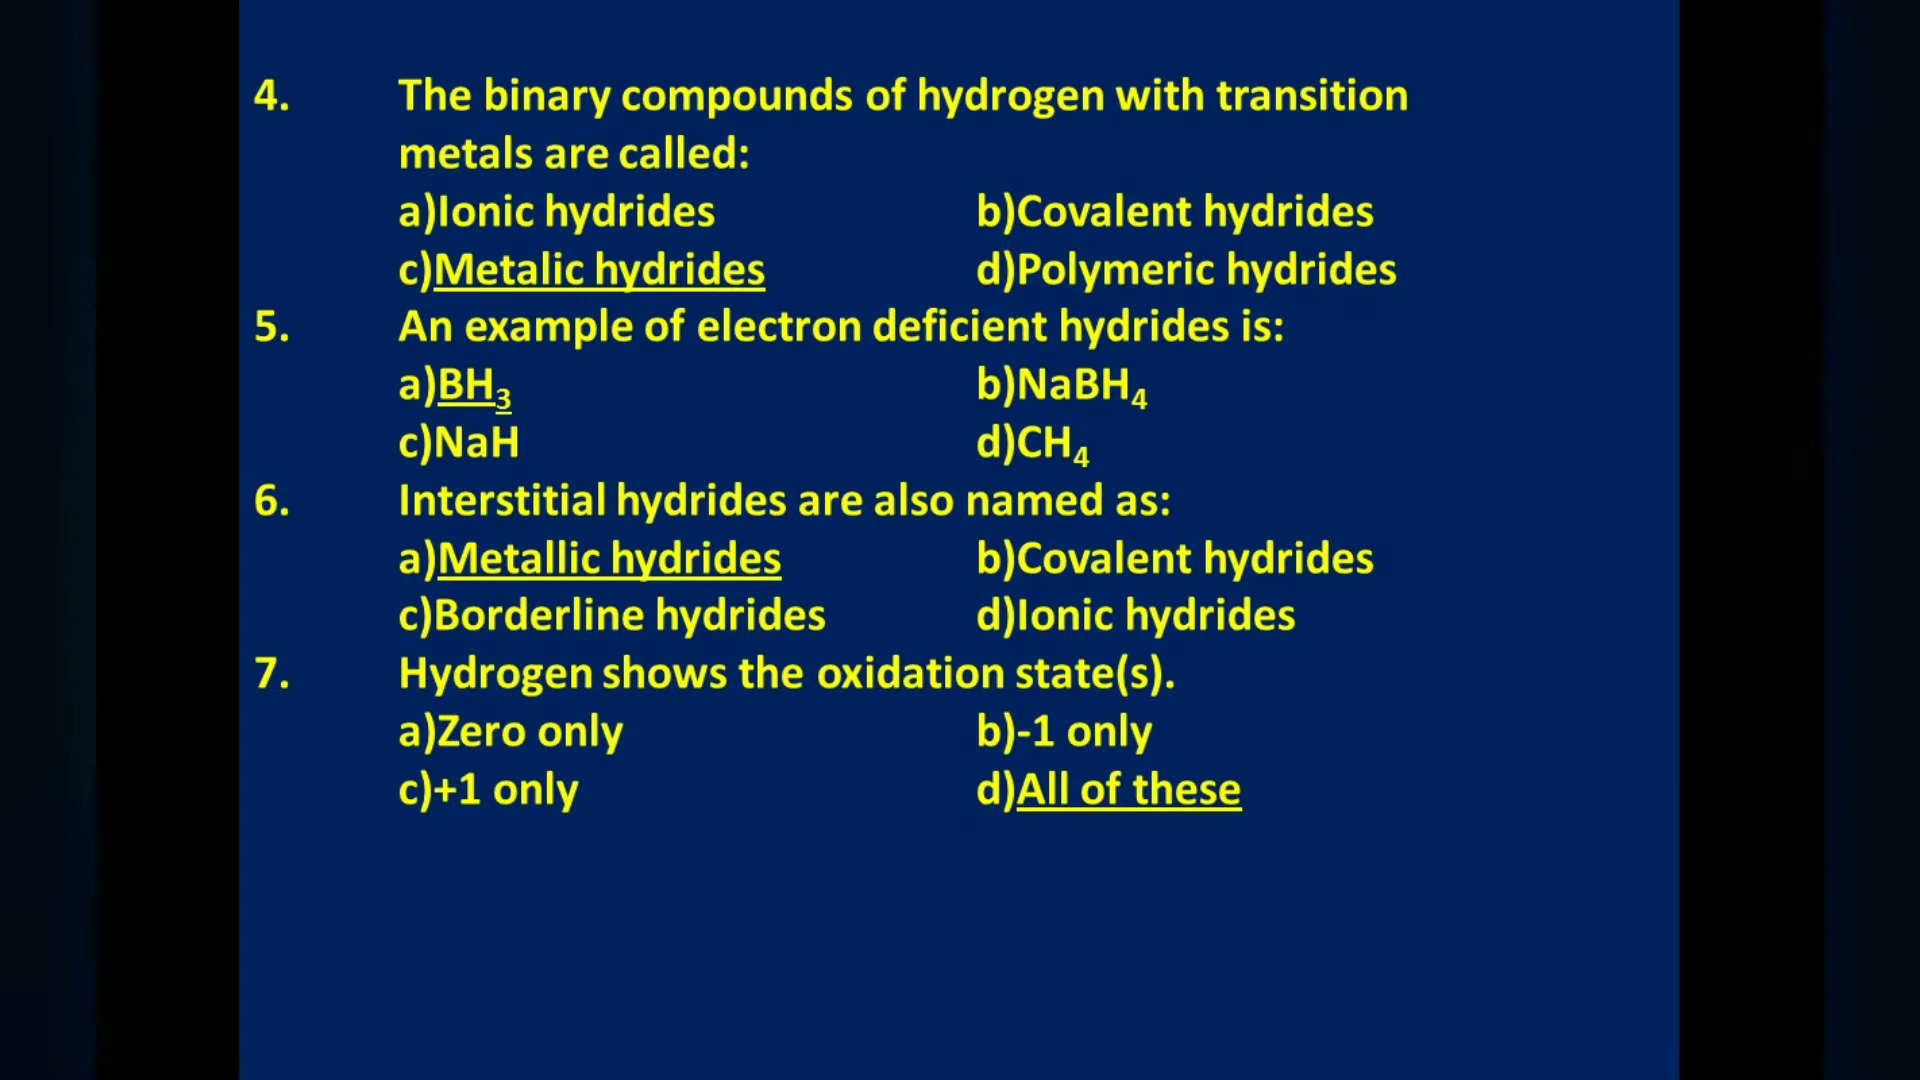 4. The binary compounds of hydrogen with transition
metals are called:
a)Ionic hydrides b)Covalent hydrides
c)Metalic hydrides d)Polymeric hydrides
5. An example of electron deficient hydrides is:
a)BH₃ b)NaBH₄
c)NaH d)CH₄
6. Interstitial hydrides are also named as:
a)Metallic hydrides b)Covalent hydrides
c)Borderline hydrides d)Ionic hydrides
7. Hydrogen shows the oxidation state(s).
a)Zero only b)-1 only
c)+1 only d)All of these